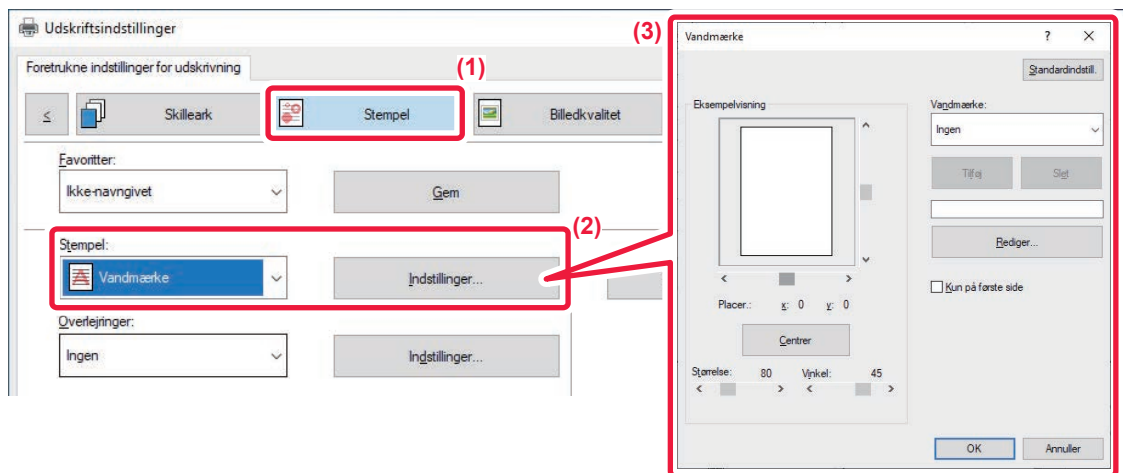 Udskriftsindstillinger
Foretrukne indstillinger for udskrivning
(1)
<
Skilleark
Stempel
Billedkvalitet
Favoritter:
Ikke-navngivet
Gem
(2)
Stempel:
Vandmærke
Indstillinger...
Overlejringer:
Ingen
Indstillinger...
(3)
Vandmærke
?
Standardindstill.
Eksempelvisning
Vandmærke:
Ingen
Tilføj
Slet
Rediger...
Kun på første side
Placer.: x: 0 y: 0
Centrer
Størrelse: 80 Vinkel: 45
OK
Annuller